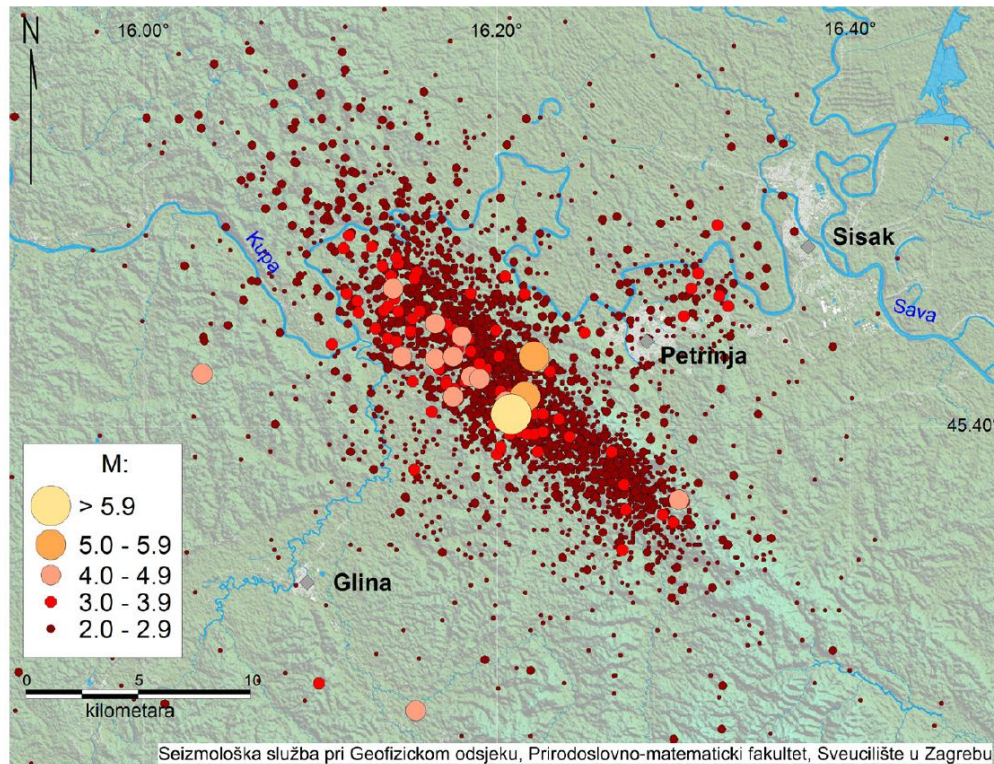 N
16.00°
16.20°
16.40°
Kupa
Sisak
Sava
Petrinja
45.40°
M:
> 5.9
5.0 - 5.9
4.0 - 4.9
3.0 - 3.9
2.0 - 2.9
Glina
0 5 10
kilometara
Seizmološka služba pri Geofizickom odsjeku, Prirodoslovno-matematicki fakultet, Sveucilište u Zagrebu